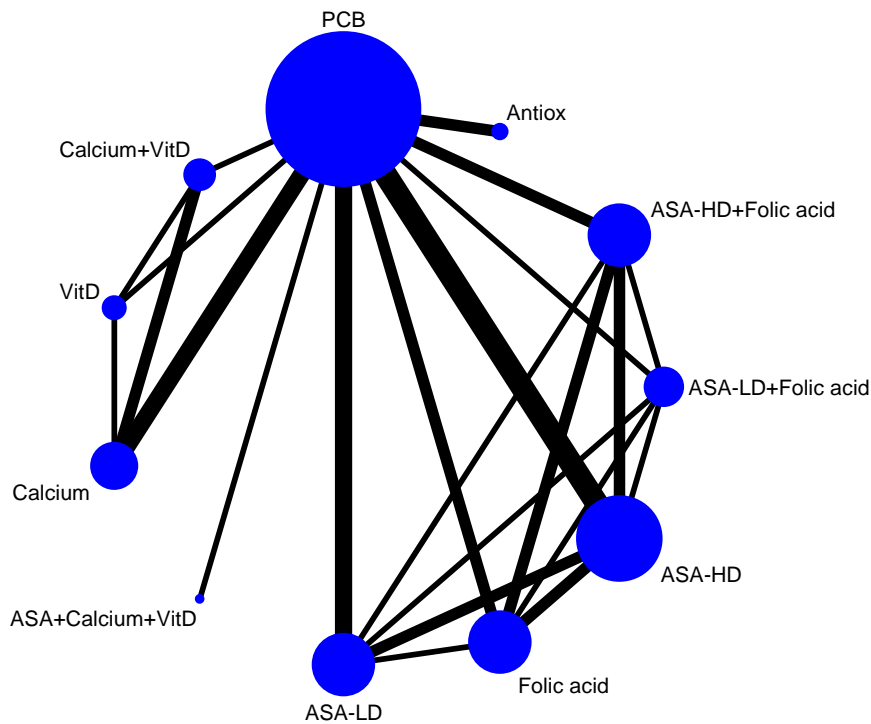 PCB
Antiox
Calcium+VitD
ASA-HD+Folic acid
VitD
ASA-LD+Folic acid
Calcium
ASA-HD
ASA+Calcium+VitD
Folic acid
ASA-LD